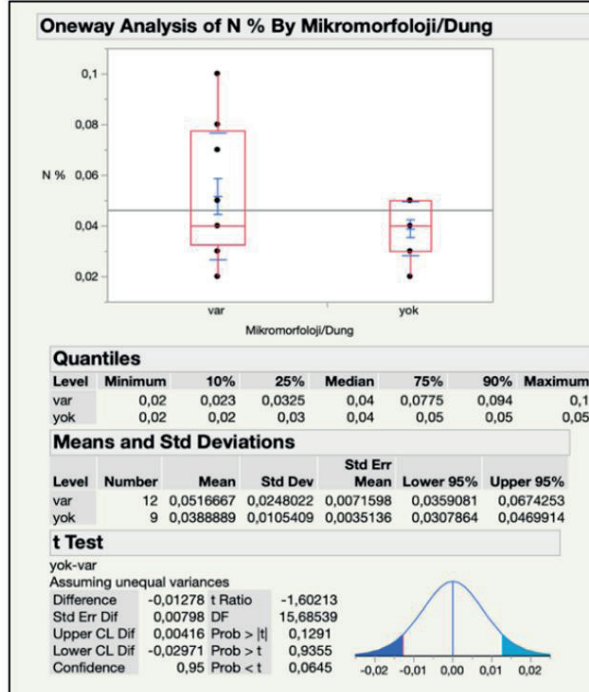 Oneway Analysis of N % By Mikromorfoloji/Dung
0,1
0,08
N % 0,06
0,04
0,02
var yok
Mikromorfoloji/Dung
Quantiles
Level Minimum 10% 25% Median 75% 90% Maximum
var 0,02 0,023 0,0325 0,04 0,0775 0,094 0,1
yok 0,02 0,02 0,03 0,04 0,05 0,05 0,05
Means and Std Deviations
Std Err
Level Number Mean Std Dev Mean Lower 95% Upper 95%
var 12 0,0516667 0,0248022 0,0071598 0,0359081 0,0674253
yok 9 0,0388889 0,0105409 0,0035136 0,0307864 0,0469914
t Test
yok-var
Assuming unequal variances
Difference -0,01278 t Ratio -1,60213
Std Err Dif 0,00798 DF 15,68539
Upper CL Dif 0,00416 Prob > |t| 0,1291
Lower CL Dif -0,02971 Prob > t 0,9355
Confidence 0,95 Prob < t 0,0645
-0,02 -0,01 0,00 0,01 0,02